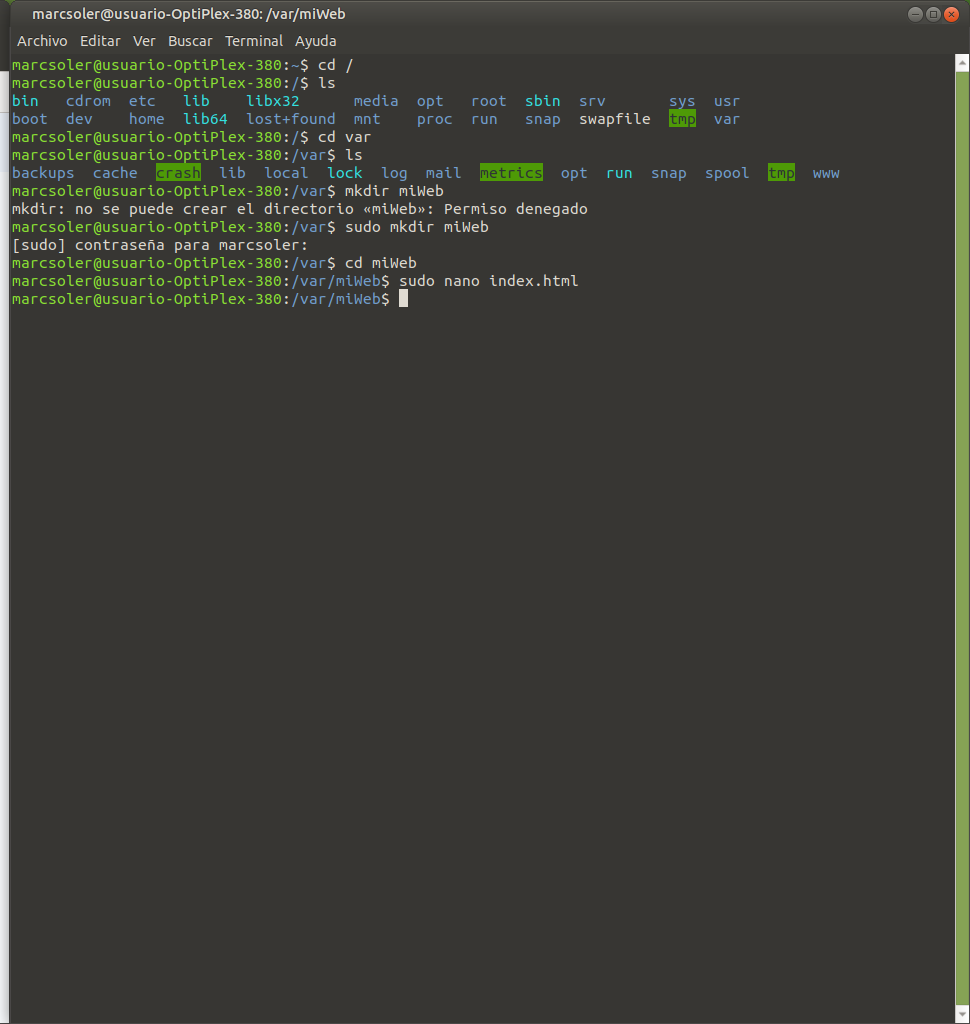 marcsoler@usuario-OptiPlex-380: /var/miWeb
Archivo Editar Ver Buscar Terminal Ayuda
marcsoler@usuario-OptiPlex-380:~$ cd /
marcsoler@usuario-OptiPlex-380:/$ ls
bin cdrom etc lib libx32 media opt root sbin srv sys usr
boot dev home lib64 lost+found mnt proc run snap swapfile tmp var
marcsoler@usuario-OptiPlex-380:/$ cd var
marcsoler@usuario-OptiPlex-380:/var$ ls
backups cache crash lib local lock log mail metrics opt run snap spool tmp www
marcsoler@usuario-OptiPlex-380:/var$ mkdir miWeb
mkdir: no se puede crear el directorio «miWeb»: Permiso denegado
marcsoler@usuario-OptiPlex-380:/var$ sudo mkdir miWeb
[sudo] contraseña para marcsoler:
marcsoler@usuario-OptiPlex-380:/var$ cd miWeb
marcsoler@usuario-OptiPlex-380:/var/miWeb$ sudo nano index.html
marcsoler@usuario-OptiPlex-380:/var/miWeb$